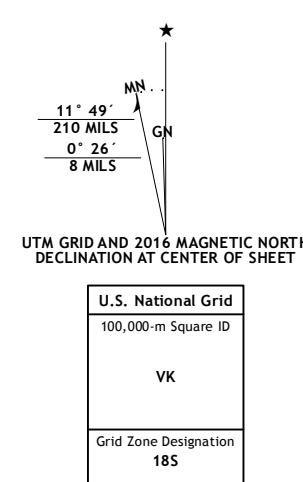 ★
MN
11° 49´
210 MILS
GN
0° 26´
8 MILS
UTM GRID AND 2016 MAGNETIC NORTH
DECLINATION AT CENTER OF SHEET
U.S. National Grid
100,000-m Square ID
VK
Grid Zone Designation
18S